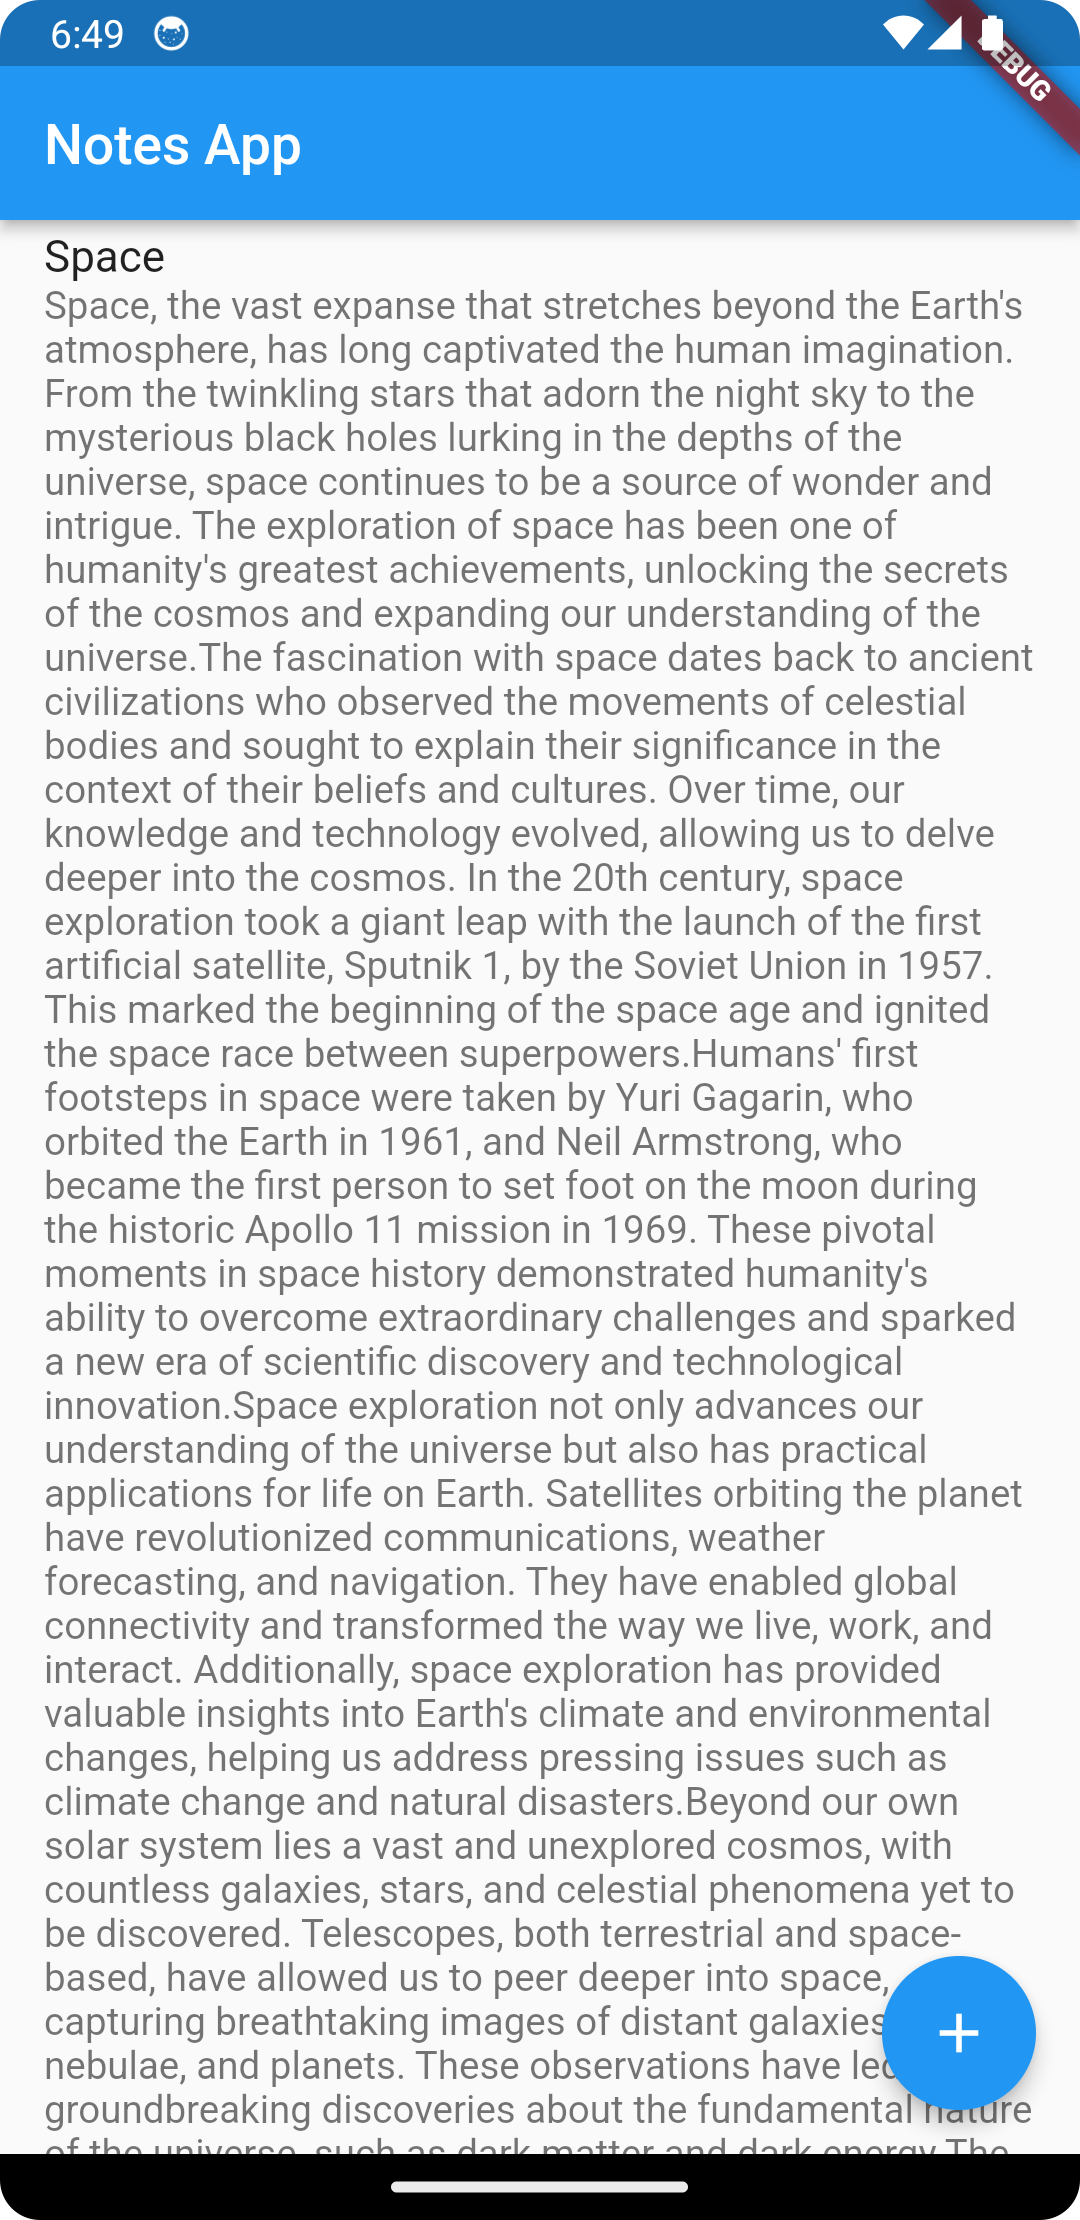 6:49
DEBUG
Notes App
Space
Space, the vast expanse that stretches beyond the Earth's
atmosphere, has long captivated the human imagination.
From the twinkling stars that adorn the night sky to the
mysterious black holes lurking in the depths of the
universe, space continues to be a source of wonder and
intrigue. The exploration of space has been one of
humanity's greatest achievements, unlocking the secrets
of the cosmos and expanding our understanding of the
universe.The fascination with space dates back to ancient
civilizations who observed the movements of celestial
bodies and sought to explain their significance in the
context of their beliefs and cultures. Over time, our
knowledge and technology evolved, allowing us to delve
deeper into the cosmos. In the 20th century, space
exploration took a giant leap with the launch of the first
artificial satellite, Sputnik 1, by the Soviet Union in 1957.
This marked the beginning of the space age and ignited
the space race between superpowers.Humans' first
footsteps in space were taken by Yuri Gagarin, who
orbited the Earth in 1961, and Neil Armstrong, who
became the first person to set foot on the moon during
the historic Apollo 11 mission in 1969. These pivotal
moments in space history demonstrated humanity's
ability to overcome extraordinary challenges and sparked
a new era of scientific discovery and technological
innovation.Space exploration not only advances our
understanding of the universe but also has practical
applications for life on Earth. Satellites orbiting the planet
have revolutionized communications, weather
forecasting, and navigation. They have enabled global
connectivity and transformed the way we live, work, and
interact. Additionally, space exploration has provided
valuable insights into Earth's climate and environmental
changes, helping us address pressing issues such as
climate change and natural disasters.Beyond our own
solar system lies a vast and unexplored cosmos, with
countless galaxies, stars, and celestial phenomena yet to
be discovered. Telescopes, both terrestrial and space-
based, have allowed us to peer deeper into space,
capturing breathtaking images of distant galaxies
nebulae, and planets. These observations have led
groundbreaking discoveries about the fundamental nature
of the universe, such as dark matter and dark energy.The